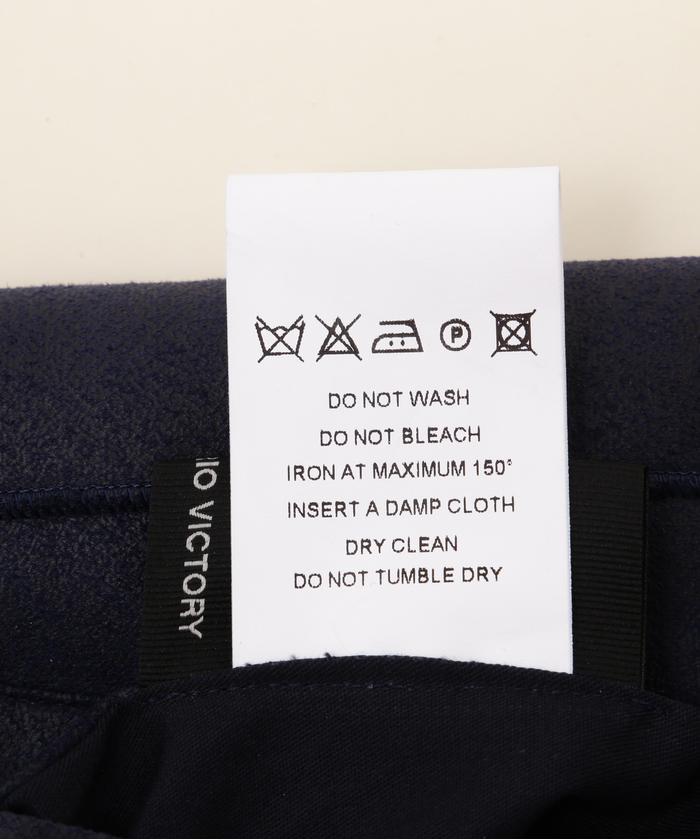 P
DO NOT WASH
DO NOT BLEACH
IRON AT MAXIMUM 150°
INSERT A DAMP CLOTH
DRY CLEAN
DO NOT TUMBLE DRY
VICTORY